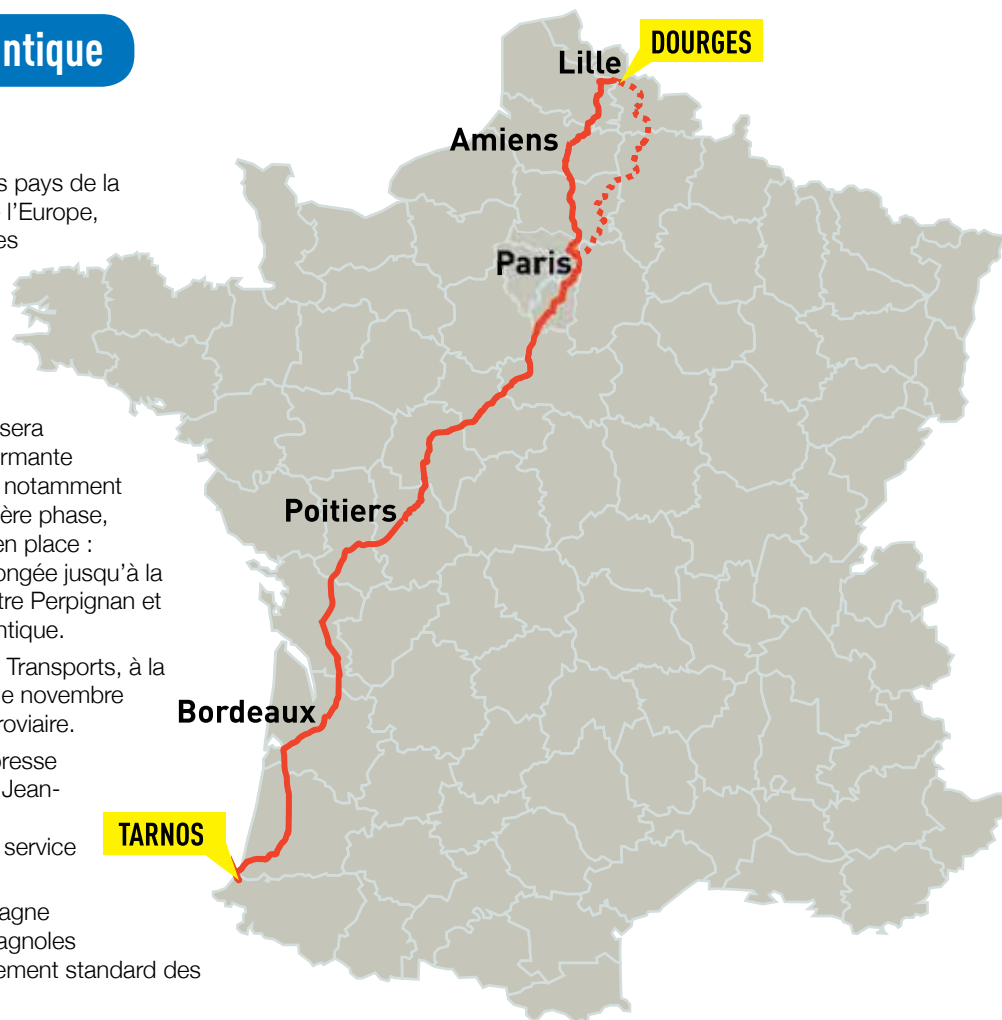 ntique
s pays de la
l'Europe,
es
sera
rmante
notamment
ère phase,
en place :
ongée jusqu'à la
tre Perpignan et
ntique.
Transports, à la
e novembre
roviaire.
resse
Jean-
service
agne
agnoles
ement standard des
Lille
DOURGES
Amiens
Paris
Poitiers
Bordeaux
TARNOS